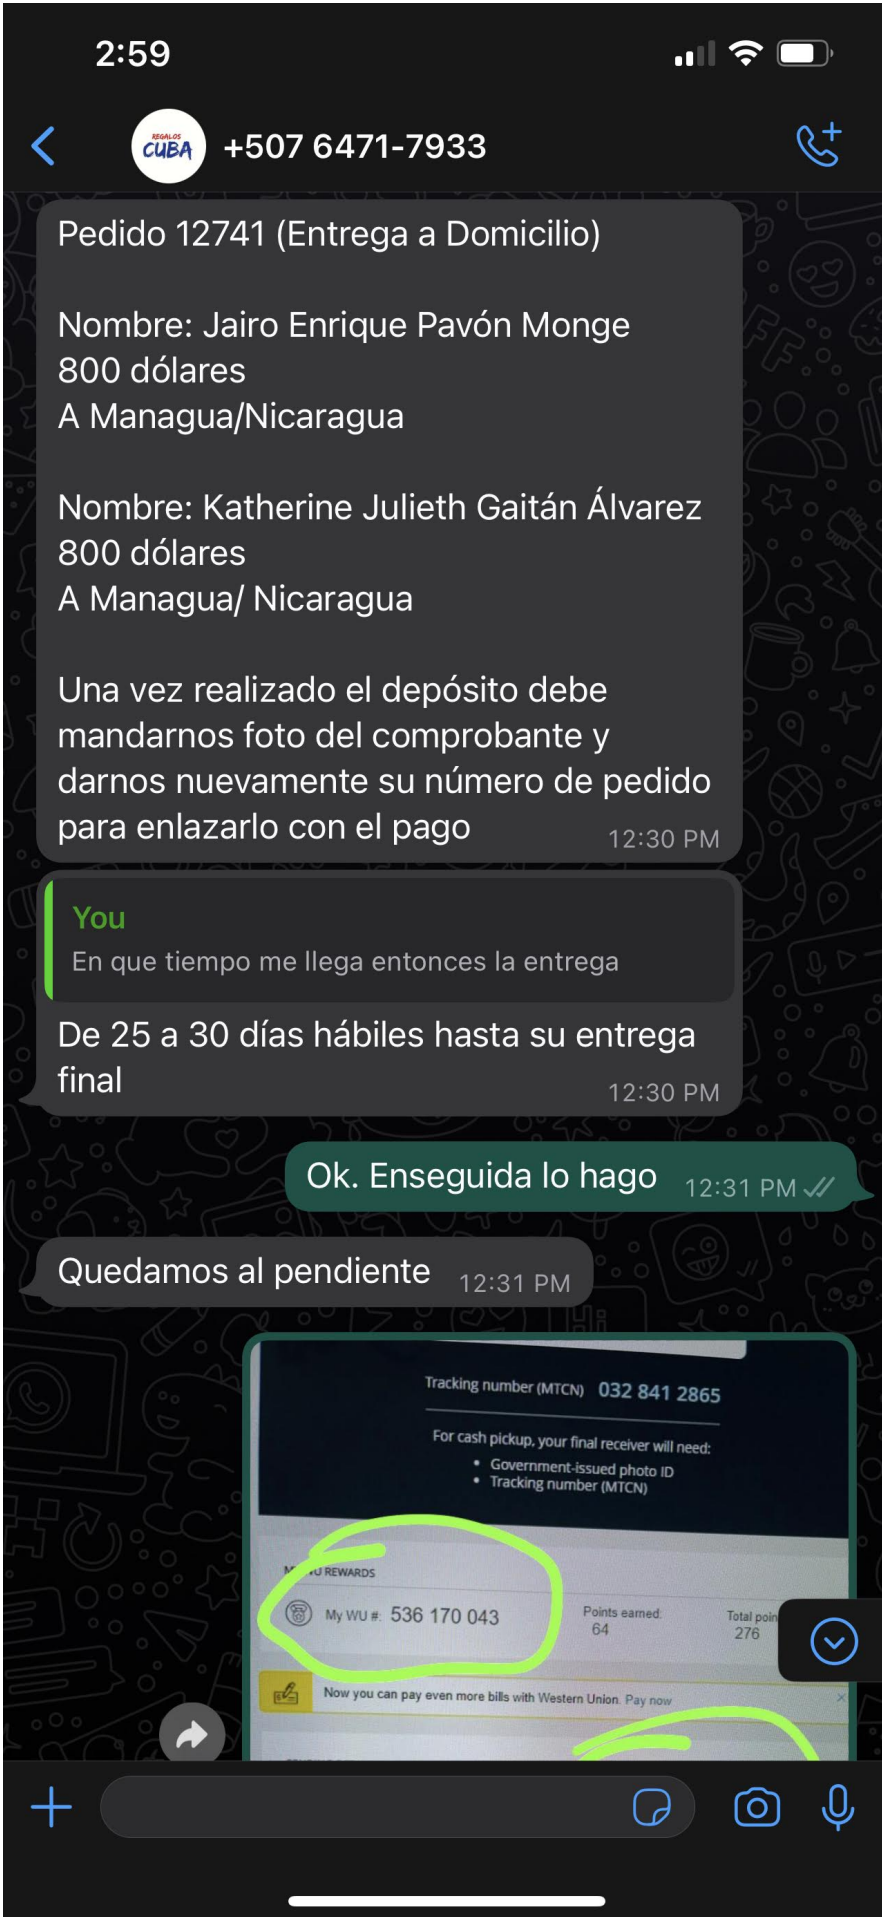 2:59
REGALOS
CUBA
+507 6471-7933
Pedido 12741 (Entrega a Domicilio)
Nombre: Jairo Enrique Pavón Monge
800 dólares
A Managua/Nicaragua
Nombre: Katherine Julieth Gaitán Álvarez
800 dólares
A Managua/ Nicaragua
Una vez realizado el depósito debe
mandarnos foto del comprobante y
darnos nuevamente su número de pedido
para enlazarlo con el pago
12:30 PM
You
En que tiempo me llega entonces la entrega
De 25 a 30 días hábiles hasta su entrega
final
12:30 PM
Ok. Enseguida lo hago 12:31 PM
Quedamos al pendiente 12:31 PM
Tracking number (MTCN) 032 841 2865
For cash pickup, your final receiver will need:
• Government-issued photo ID
• Tracking number (MTCN)
WU REWARDS
My WU #: 536 170 043
Points earned:
64
Total poin
276
Now you can pay even more bills with Western Union. Pay now